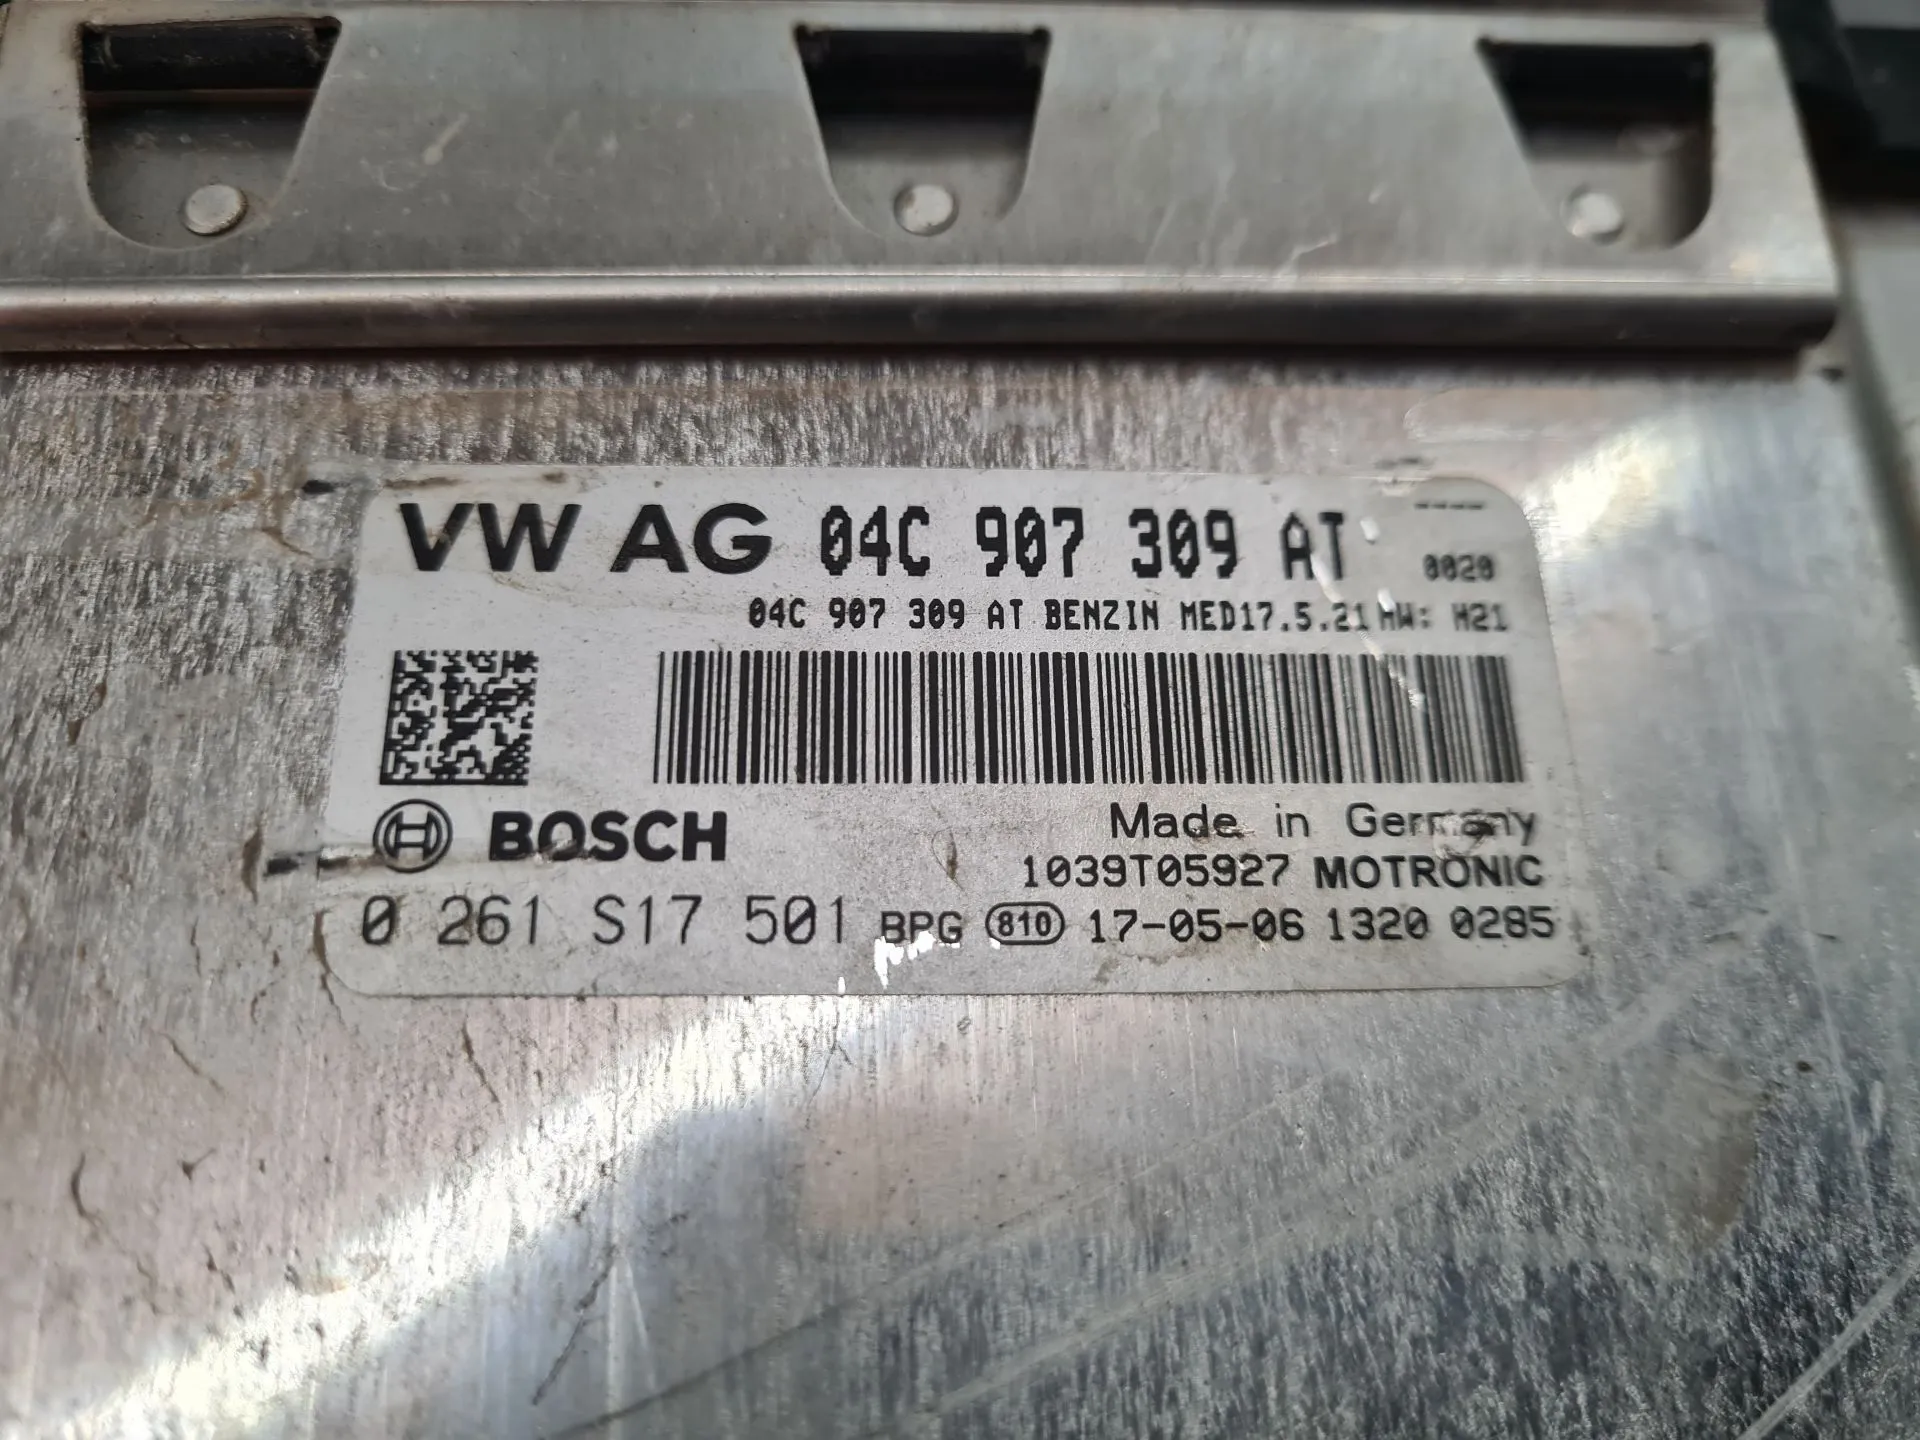 VW AG 04C 907 309 AT ----
0020
04C 907 309 AT BENZIN MED17.5.21 HW: H21
BOSCH
Made in Germany
1039T05927 MOTRONIC
0 261 S17 501 BPG 810 17-05-06 1320 0285